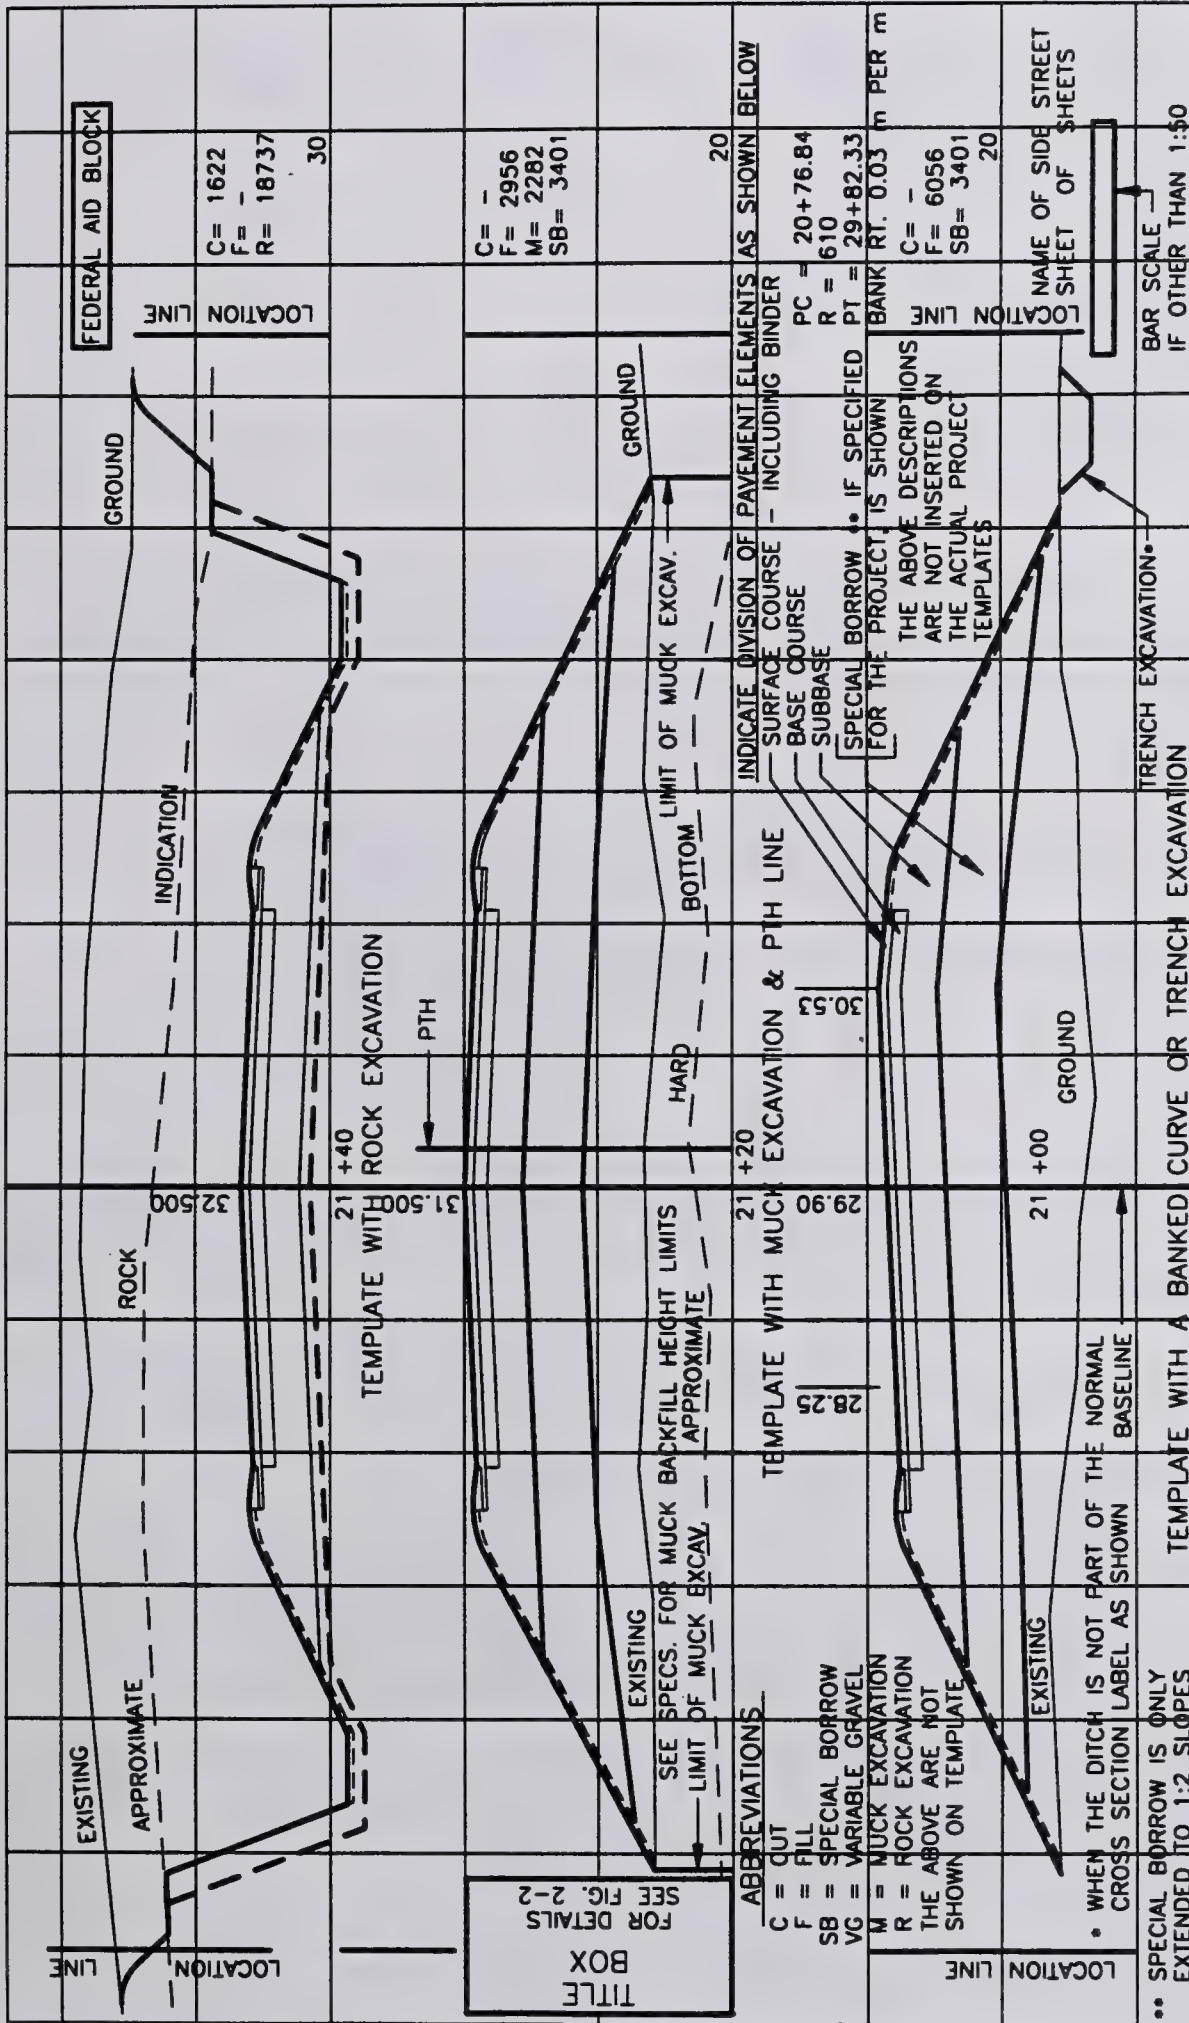 FEDERAL AID BLOCK
LOCATION LINE
EXISTING
GROUND
APPROXIMATE
ROCK
INDICATION
LOCATION LINE
C= 1622
F= -
R= 18737
32.500
30
21 +40
TEMPLATE WITH ROCK EXCAVATION
PTH
31.500
TITLE
BOX
FOR DETAILS
SEE FIG. 2-2
C= -
F= 2956
M= 2282
SB= 3401
EXISTING
GROUND
SEE SPECS. FOR MUCK BACKFILL HEIGHT LIMITS
LIMIT OF MUCK EXCAV.
APPROXIMATE
HARD
BOTTOM
LIMIT OF MUCK EXCAV.
20
21 +20
TEMPLATE WITH MUCK EXCAVATION & PTH LINE
ABBREVIATIONS
C = CUT
F = FILL
SB = SPECIAL BORROW
VG = VARIABLE GRAVEL
M = MUCK EXCAVATION
R = ROCK EXCAVATION
THE ABOVE ARE NOT
SHOWN ON TEMPLATE
28.25
29.90
30.53
INDICATE DIVISION OF PAVEMENT ELEMENTS AS SHOWN BELOW
SURFACE COURSE - INCLUDING BINDER
BASE COURSE
SUBBASE
SPECIAL BORROW ** IF SPECIFIED
FOR THE PROJECT, IS SHOWN
THE ABOVE DESCRIPTIONS
ARE NOT INSERTED ON
THE ACTUAL PROJECT
TEMPLATES
PC = 20+76.84
R = 610
PT = 29+82.33
BANK RT. 0.03 m PER m
C= -
F= 6056
SB= 3401
20
LOCATION LINE
LOCATION LINE
EXISTING
GROUND
21 +00
NAME OF SIDE STREET
SHEET OF SHEETS
* WHEN THE DITCH IS NOT PART OF THE NORMAL
CROSS SECTION LABEL AS SHOWN
BASELINE
TRENCH EXCAVATION*
BAR SCALE
IF OTHER THAN 1:50
** SPECIAL BORROW IS ONLY
EXTENDED TO 1:2 SLOPES
TEMPLATE WITH A BANKED CURVE OR TRENCH EXCAVATION